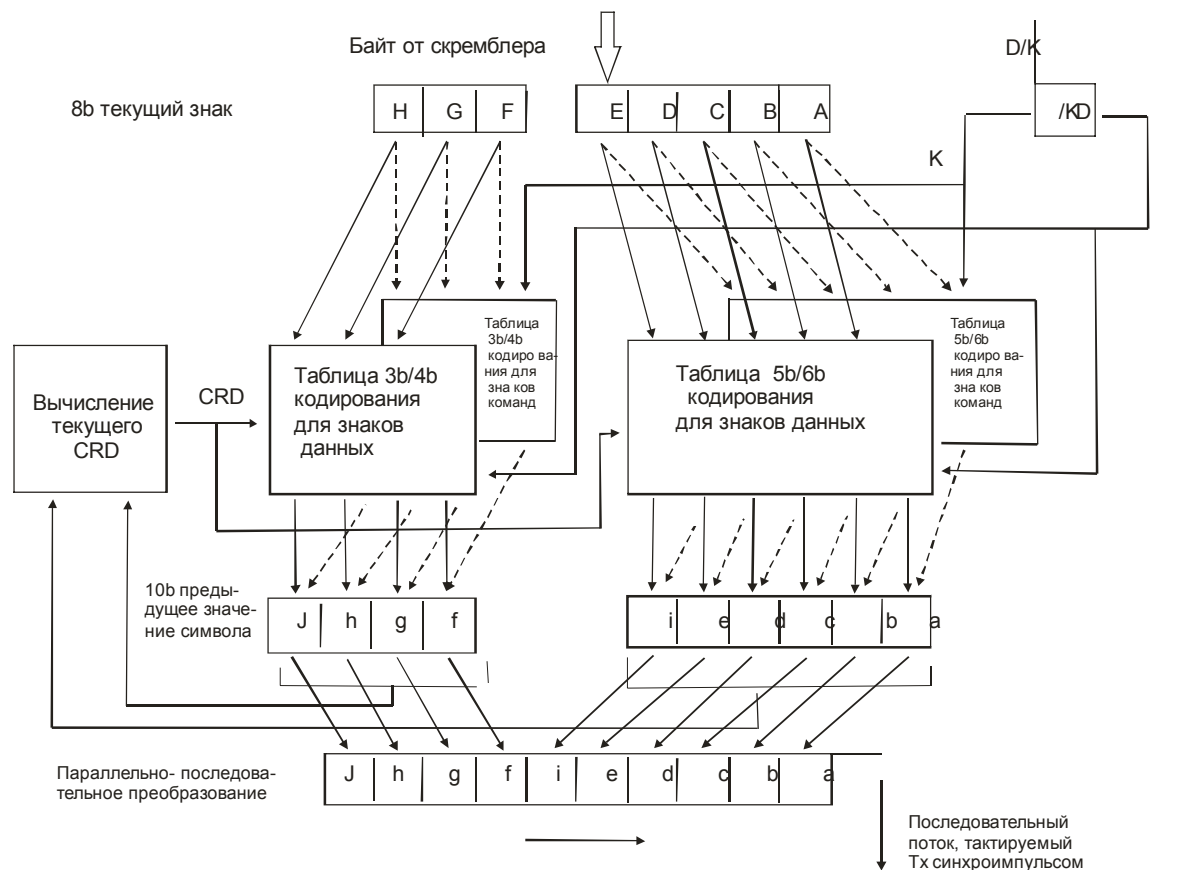 Байт от скремблера
D/K
8b текущий знак
H G F
E D C B A
/KD
K
Таблица
3b/4b
кодиро ва-
ния для
зна ков
команд
Таблица
5b/6b
кодиро ва-
ния для
зна ков
команд
Вычисление
текущего
CRD
CRD
Таблица 3b/4b
кодирования
для знаков
данных
Таблица 5b/6b
кодирования
для знаков данных
10b преды-
дущее значе-
ние символа
J h g f
i e d c b a
Параллельно- последова-
тельное преобразование
J h g f i e d c b a
Последовательный
поток, тактируемый
Tx синхроимпульсом